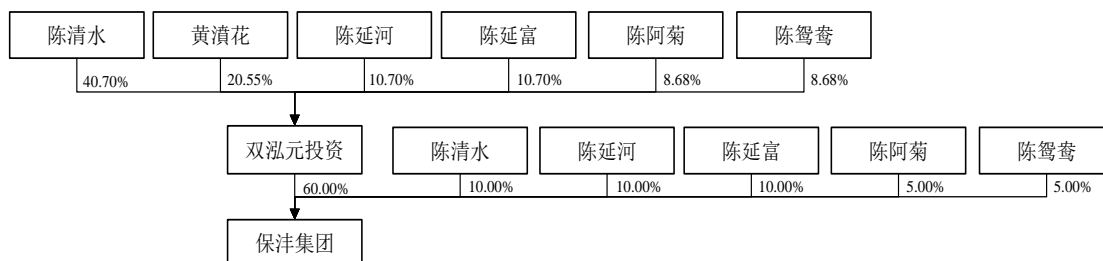 陈清水
黄濆花
陈延河
陈延富
陈阿菊
陈鸳鸯
40.70%
20.55%
10.70%
10.70%
8.68%
8.68%
双泓元投资
陈清水
陈延河
陈延富
陈阿菊
陈鸳鸯
60.00%
10.00%
10.00%
10.00%
5.00%
5.00%
保沣集团